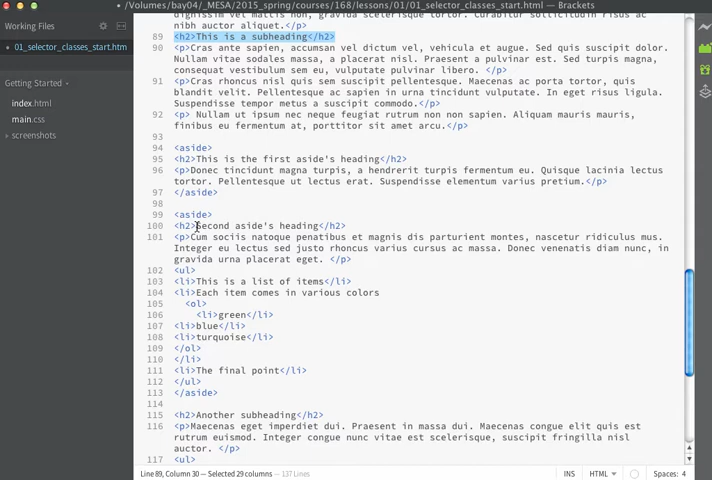 • /Volumes/bay04/_MESA/2015_spring/courses/168/lessons/01/01_selector_classes_start.html — Brackets
Working Files
• 01_selector_classes_start.htm
Getting Started
index.html
main.css
screenshots
dignissim vel mattis non, gravida scelerisque tortor. Curabitur sollicitudin risus ac
nibh auctor aliquet.</p>
89 <h2>This is a subheading</h2>
90 <p>Cras ante sapien, accumsan vel dictum vel, vehicula et augue. Sed quis suscipit dolor.
Nullam vitae sodales massa, a placerat nisl. Praesent a pulvinar est. Sed turpis magna,
consequat vestibulum sem eu, vulputate pulvinar libero. </p>
91 <p>Cras rhoncus nisl quis sem suscipit pellentesque. Maecenas ac porta tortor, quis
blandit velit. Pellentesque ac sapien in urna tincidunt vulputate. In eget risus ligula.
Suspendisse tempor metus a suscipit commodo.</p>
92 <p> Nullam ut ipsum nec neque feugiat rutrum non non sapien. Aliquam mauris mauris,
finibus eu fermentum at, porttitor sit amet arcu.</p>
93
94 <aside>
95 <h2>This is the first aside's heading</h2>
96 <p>Donec tincidunt magna turpis, a hendrerit turpis fermentum eu. Quisque lacinia lectus
tortor. Pellentesque ut lectus erat. Suspendisse elementum varius pretium.</p>
97 </aside>
98
99 <aside>
100 <h2>Second aside's heading</h2>
101 <p>Cum sociis natoque penatibus et magnis dis parturient montes, nascetur ridiculus mus.
Integer eu lectus sed justo rhoncus varius cursus ac massa. Donec venenatis diam nunc, in
gravida urna placerat eget. </p>
102 <ul>
103 <li>This is a list of items</li>
104 <li>Each item comes in various colors
105 <ol>
106 <li>green</li>
107 <li>blue</li>
108 <li>turquoise</li>
109 </ol>
110 </li>
111 <li>The final point</li>
112 </ul>
113 </aside>
114
115 <h2>Another subheading</h2>
116 <p>Maecenas eget imperdiet dui. Praesent in massa dui. Maecenas congue elit quis est
rutrum euismod. Integer congue nunc vitae est scelerisque, suscipit fringilla nisl
auctor. </p>
117 <ul>
Line 89, Column 30 — Selected 29 columns — 137 Lines
INS HTML Spaces: 4